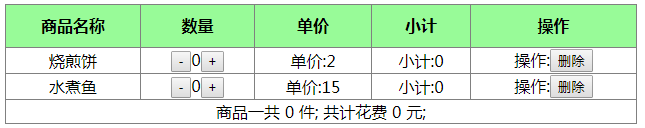 商品名称 数量 单价 小计 操作
烧煎饼 - 0 + 单价:2 小计:0 操作: 删除
水煮鱼 - 0 + 单价:15 小计:0 操作: 删除
商品一共 0 件; 共计花费 0 元;